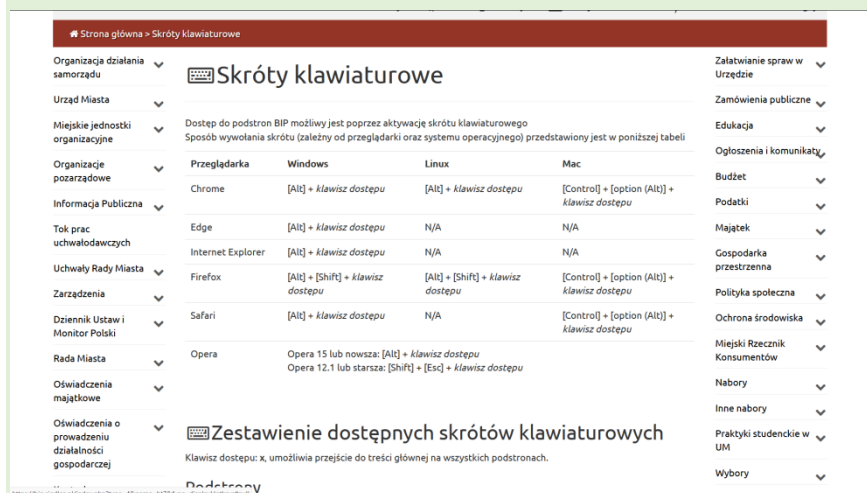 Strona główna > Skróty klawiaturowe
Organizacja działania
samorządu
Urząd Miasta
Miejskie jednostki
organizacyjne
Organizacje
pozarządowe
Informacja Publiczna
Tok prac
uchwałodawczych
Uchwały Rady Miasta
Zarządzenia
Dziennik Ustaw i
Monitor Polski
Rada Miasta
Oświadczenia
majątkowe
Oświadczenia o
prowadzeniu
działalności
gospodarczej
Skróty klawiaturowe
Dostęp do podstron BIP możliwy jest poprzez aktywację skrótu klawiaturowego
Sposób wywołania skrótu (zależny od przeglądarki oraz systemu operacyjnego) przedstawiony jest w poniższej tabeli
Przeglądarka Windows Linux Mac
Chrome [Alt] + klawisz dostępu [Alt] + klawisz dostępu [Control] + [option (Alt)] +
klawisz dostępu
Edge [Alt] + klawisz dostępu N/A N/A
Internet Explorer [Alt] + klawisz dostępu N/A N/A
Firefox [Alt] + [Shift] + klawisz [Alt] + [Shift] + klawisz [Control] + [option (Alt)] +
dostępu dostępu klawisz dostępu
Safari [Alt] + klawisz dostępu N/A [Control] + [option (Alt)] +
klawisz dostępu
Opera Opera 15 lub nowsza: [Alt] + klawisz dostępu
Opera 12.1 lub starsza: [Shift] + [Esc] + klawisz dostępu
Zestawienie dostępnych skrótów klawiaturowych
Klawisz dostępu: x, umożliwia przejście do treści głównej na wszystkich podstronach.
Podstrony
Załatwianie spraw w
Urzędzie
Zamówienia publiczne
Edukacja
Ogłoszenia i komunikaty
Budżet
Podatki
Majątek
Gospodarka
przestrzenna
Polityka społeczna
Ochrona środowiska
Miejski Rzecznik
Konsumentów
Nabory
Inne nabory
Praktyki studenckie w
UM
Wybory